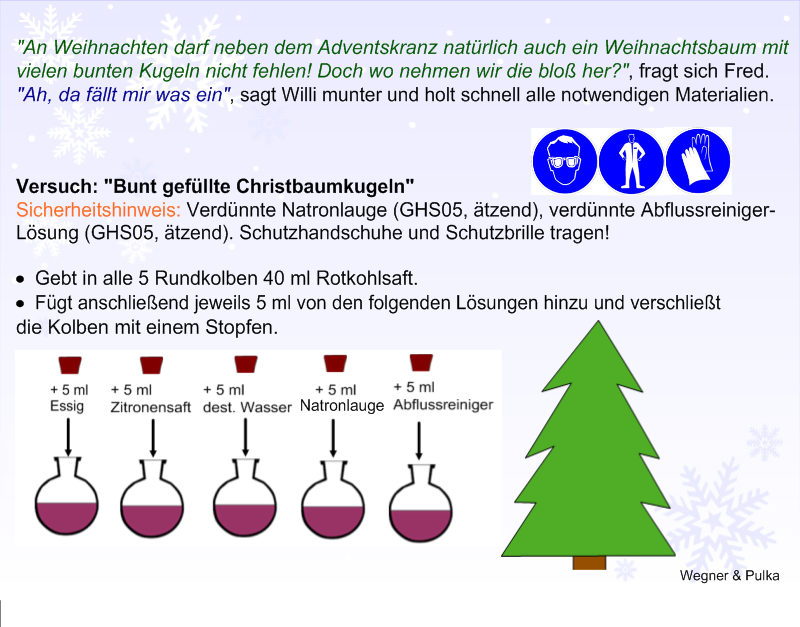 "An Weihnachten darf neben dem Adventskranz natürlich auch ein Weihnachtsbaum mit
vielen bunten Kugeln nicht fehlen! Doch wo nehmen wir die bloß her?", fragt sich Fred.
"Ah, da fällt mir was ein", sagt Willi munter und holt schnell alle notwendigen Materialien.
Versuch: "Bunt gefüllte Christbaumkugeln"
Sicherheitshinweis: Verdünnte Natronlauge (GHS05, ätzend), verdünnte Abflussreiniger-
Lösung (GHS05, ätzend). Schutzhandschuhe und Schutzbrille tragen!
● Gebt in alle 5 Rundkolben 40 ml Rotkohlsaft.
● Fügt anschließend jeweils 5 ml von den folgenden Lösungen hinzu und verschließt
die Kolben mit einem Stopfen.
+ 5 ml
Essig
+ 5 ml
Zitronensaft
+ 5 ml
dest. Wasser
+ 5 ml
Natronlauge
+ 5 ml
Abflussreiniger
Wegner & Pulka